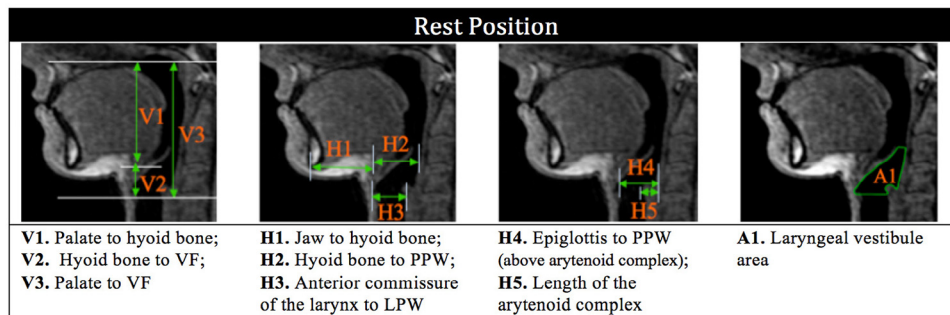 Rest Position
V1
V2
V3
H1
H2
H3
H4
H5
A1
V1. Palate to hyoid bone;
V2.  Hyoid bone to VF;
V3. Palate to VF
H1. Jaw to hyoid bone;
H2. Hyoid bone to PPW;
H3. Anterior commissure
of the larynx to LPW
H4. Epiglottis to PPW
(above arytenoid complex);
H5. Length of the
arytenoid complex
A1. Laryngeal vestibule
area